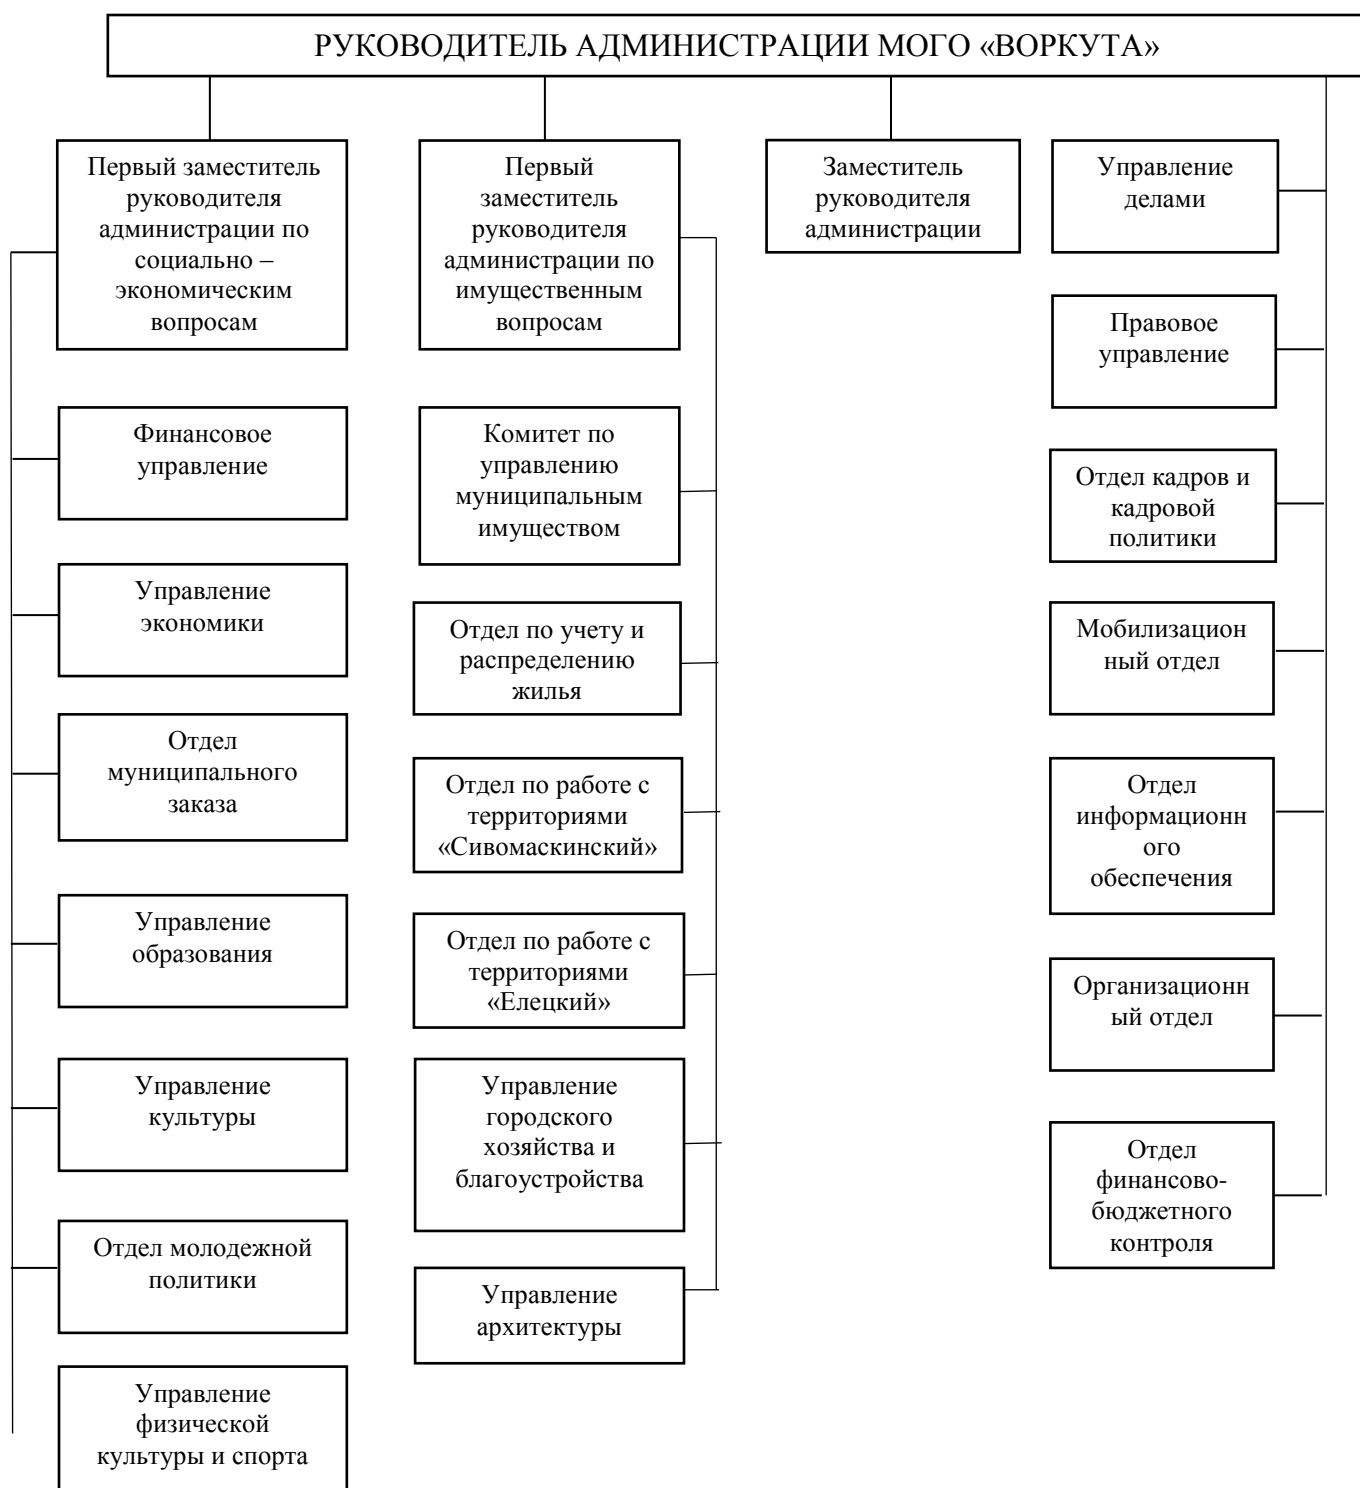 РУКОВОДИТЕЛЬ АДМИНИСТРАЦИИ МОГО «ВОРКУТА»
Первый заместитель
руководителя
администрации по
социально –
экономическим
вопросам
Финансовое
управление
Управление
экономики
Отдел
муниципального
заказа
Управление
образования
Управление
культуры
Отдел молодежной
политики
Управление
физической
культуры и спорта
Первый
заместитель
руководителя
администрации по
имущественным
вопросам
Комитет по
управлению
муниципальным
имуществом
Отдел по учету и
распределению
жилья
Отдел по работе с
территориями
«Сивомаскинский»
Отдел по работе с
территориями
«Елецкий»
Управление
городского
хозяйства и
благоустройства
Управление
архитектуры
Заместитель
руководителя
администрации
Управление
делами
Правовое
управление
Отдел кадров и
кадровой
политики
Мобилизацион
ный отдел
Отдел
информационн
ого
обеспечения
Организационн
ый отдел
Отдел
финансово-
бюджетного
контроля